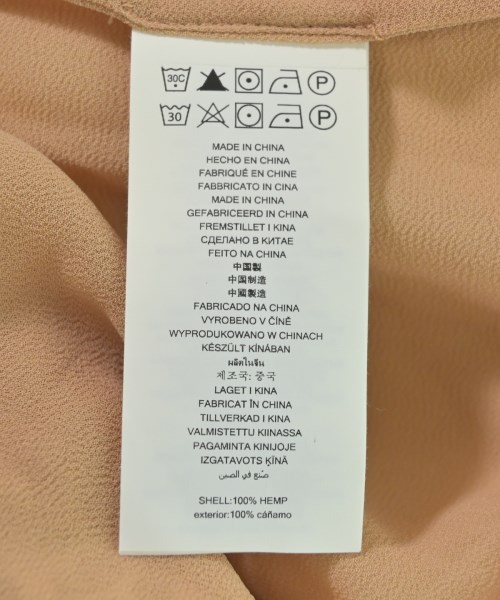 30C P
30 P
MADE IN CHINA
HECHO EN CHINA
FABRIQUÉ EN CHINE
FABBRICATO IN CINA
MADE IN CHINA
GEFABRICEERD IN CHINA
FREMSTILLET I KINA
СДЕЛАНО В КИТАЕ
FEITO NA CHINA
中国製
中国制造
中國製造
FABRICADO NA CHINA
VYROBENO V ČÍNĚ
WYPRODUKOWANO W CHINACH
KÉSZÜLT KÍNÁBAN
ผลิตในจีน
제조국: 중국
LAGET I KINA
FABRICAT ÎN CHINA
TILLVERKAD I KINA
VALMISTETTU KIINASSA
PAGAMINTA KINIJOJE
IZGATAVOTS ĶĪNĀ
صُنع في الصين
SHELL:100% HEMP
exterior:100% cáñamo